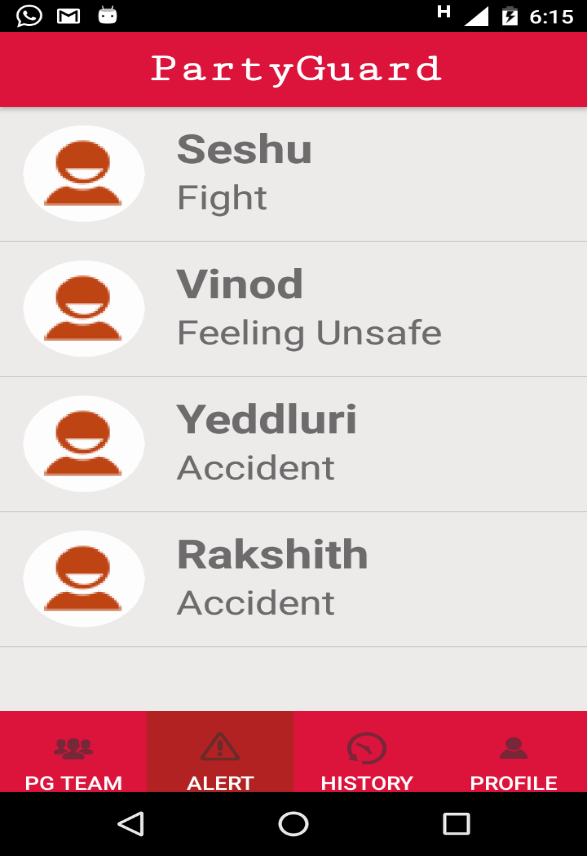 H 6:15
PartyGuard
Seshu
Fight
Vinod
Feeling Unsafe
Yeddluri
Accident
Rakshith
Accident
PG TEAM ALERT HISTORY PROFILE